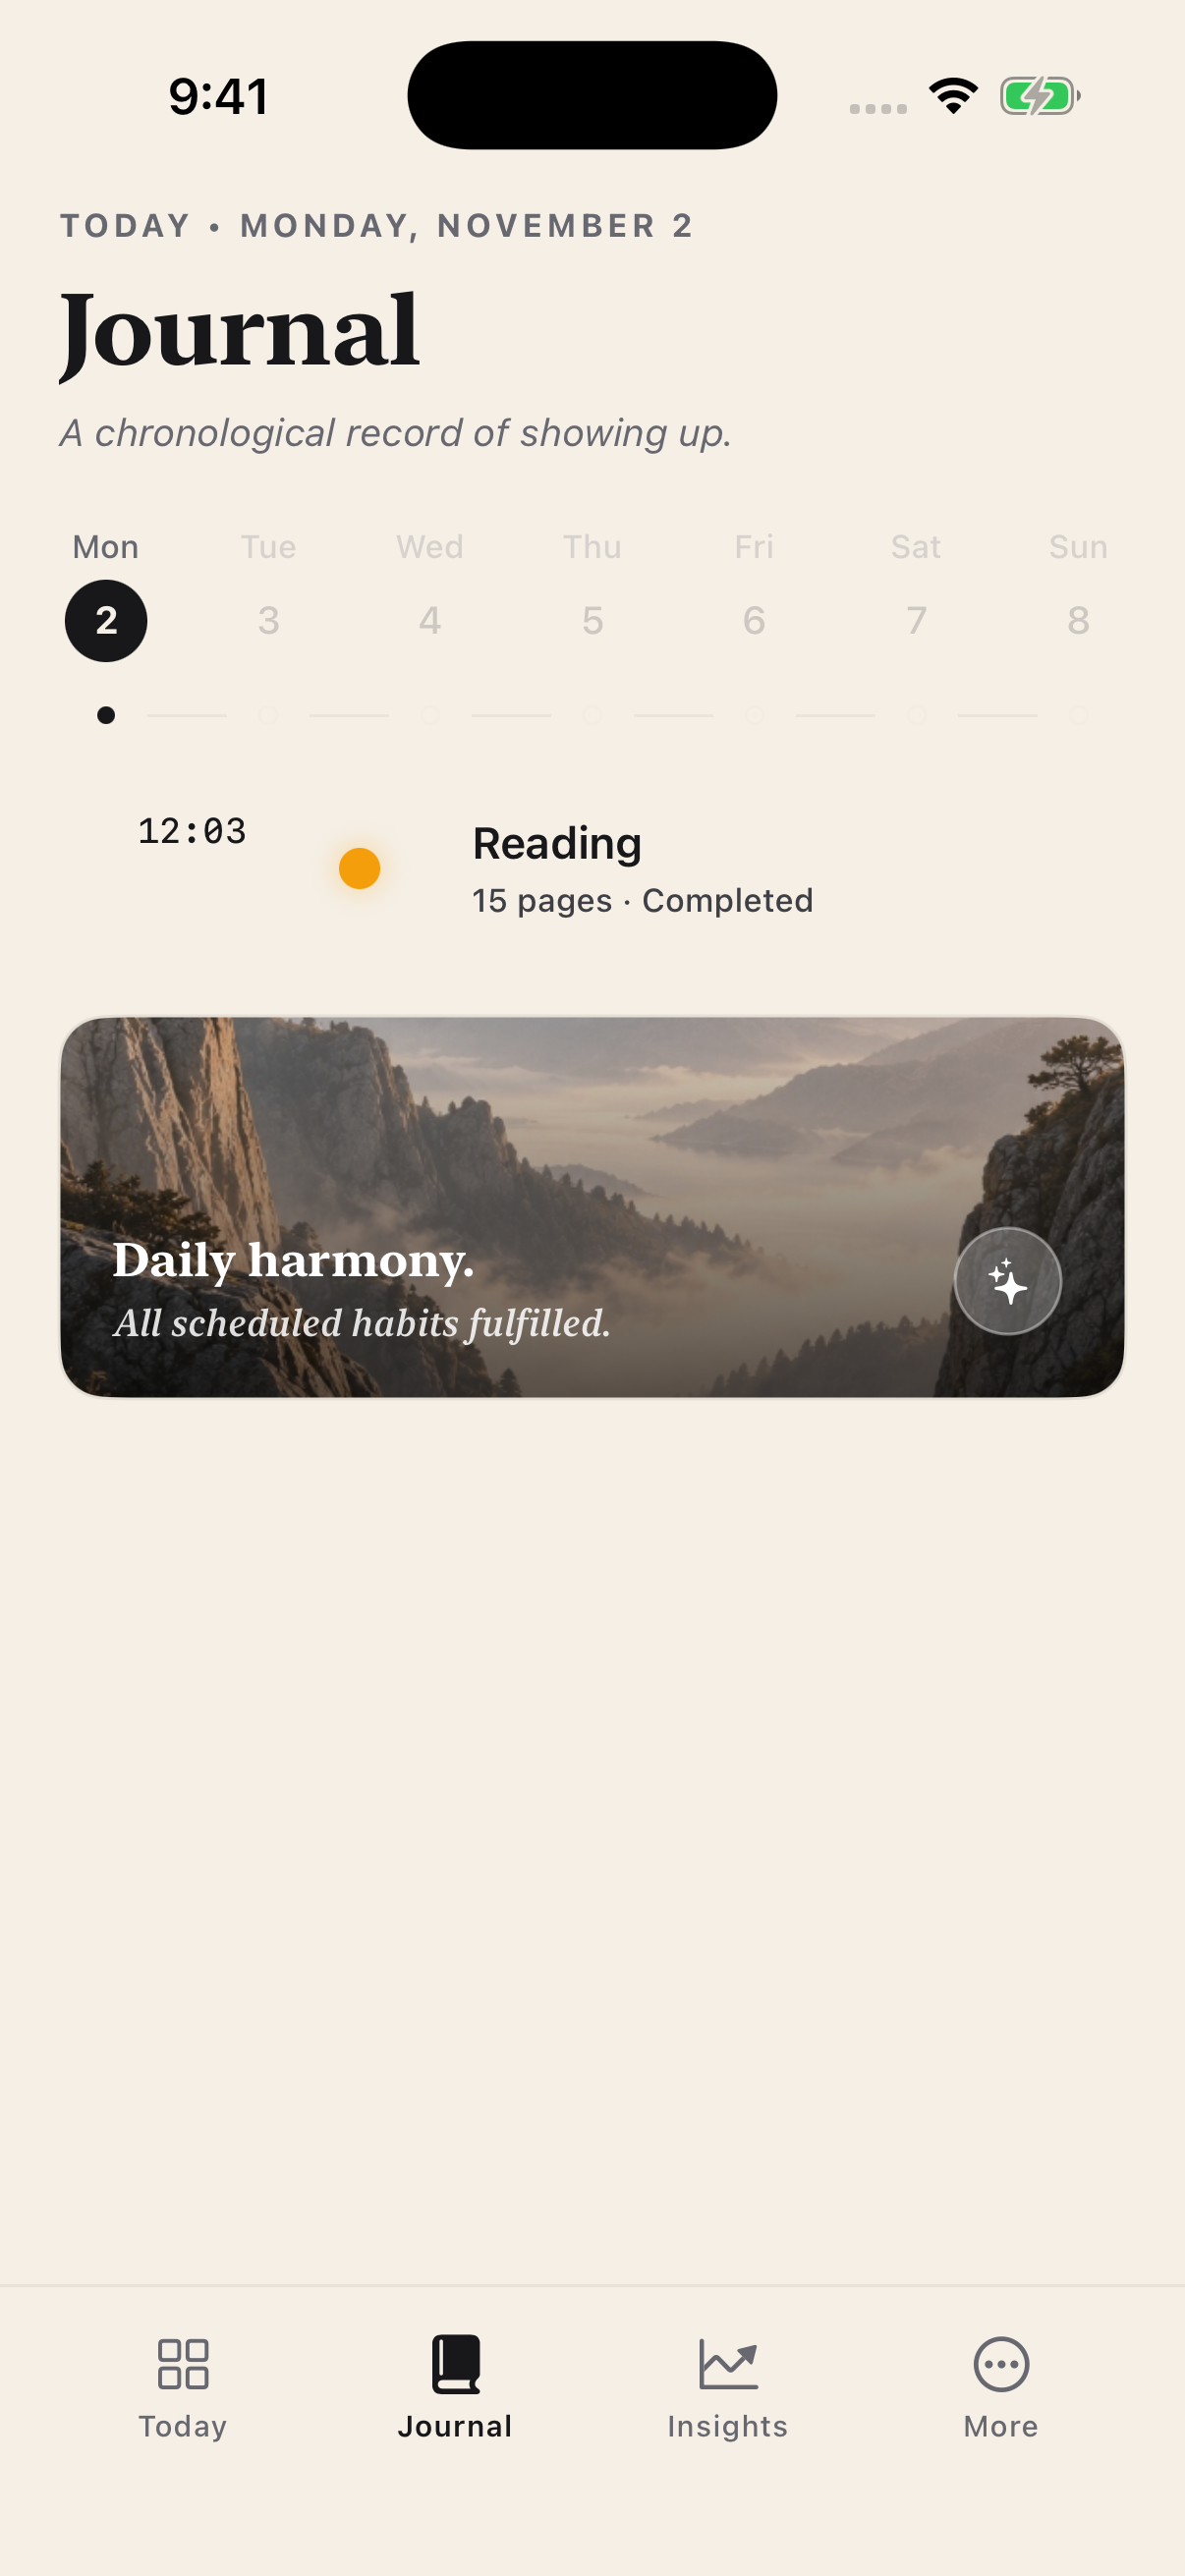 9:41
TODAY • MONDAY, NOVEMBER 2
Journal
A chronological record of showing up.
Mon Tue Wed Thu Fri Sat Sun
2 3 4 5 6 7 8
12:03
Reading
15 pages · Completed
Daily harmony.
All scheduled habits fulfilled.
Today Journal Insights More